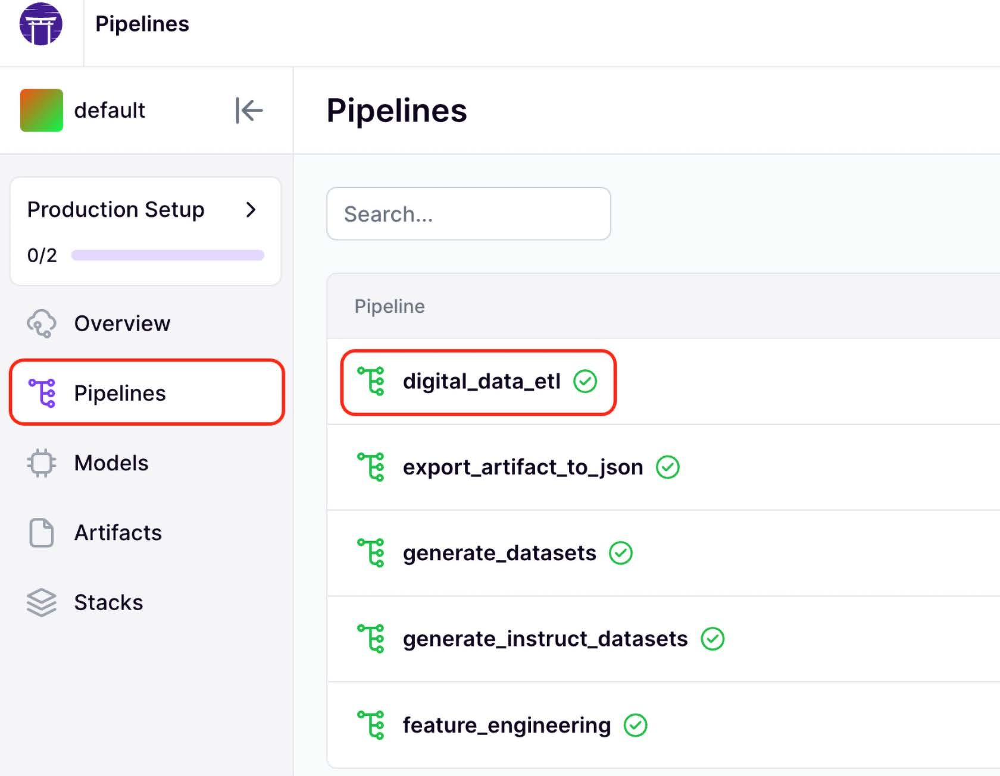 Pipelines
default
Pipelines
Production Setup
0/2
Overview
Pipelines
Models
Artifacts
Stacks
Search...
Pipeline
digital_data_etl
export_artifact_to_json
generate_datasets
generate_instruct_datasets
feature_engineering